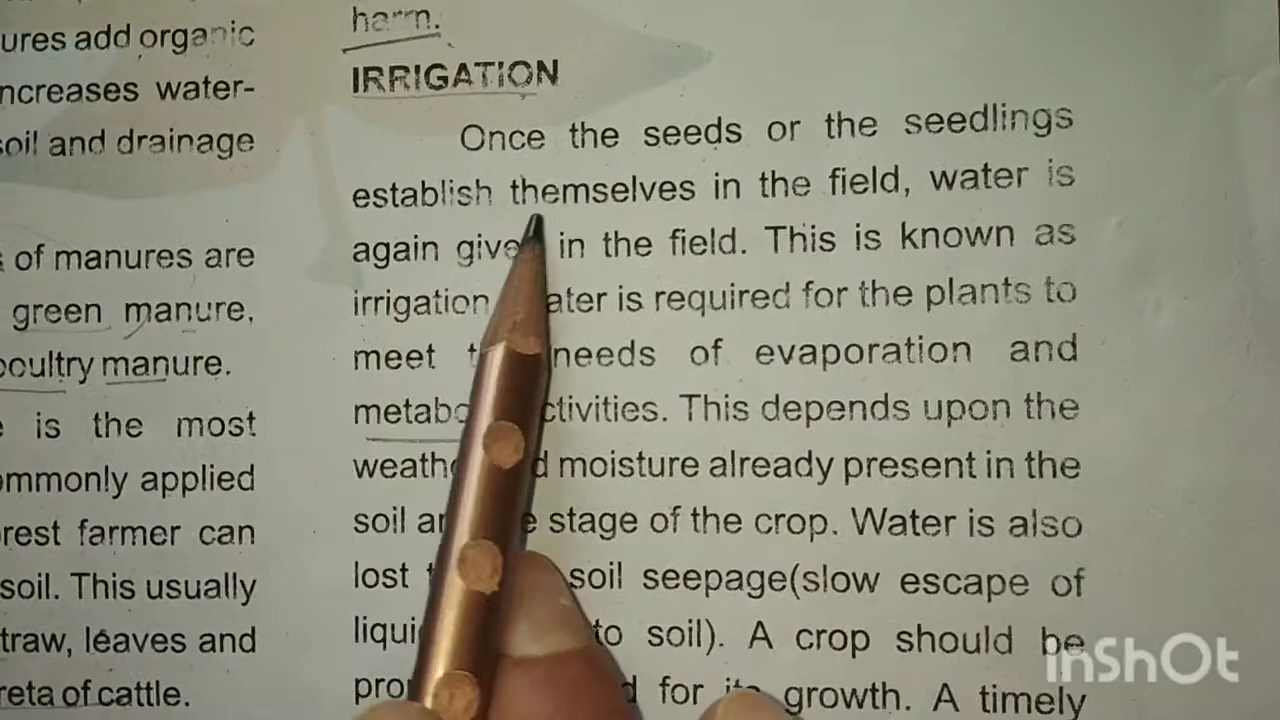 ures add organic
ncreases water-
soil and drainage
of manures are
green manure,
poultry manure.
is the most
ommonly applied
rest farmer can
soil. This usually
traw, leaves and
reta of cattle.
harm.
IRRIGATION
Once the seeds or the seedlings
establish themselves in the field, water is
again give in the field. This is known as
irrigation ater is required for the plants to
meet needs of evaporation and
metabo ctivities. This depends upon the
weath d moisture already present in the
soil stage of the crop. Water is also
lost soil seepage(slow escape of
liqui to soil). A crop should be
pro d for its growth. A timely
InShOt